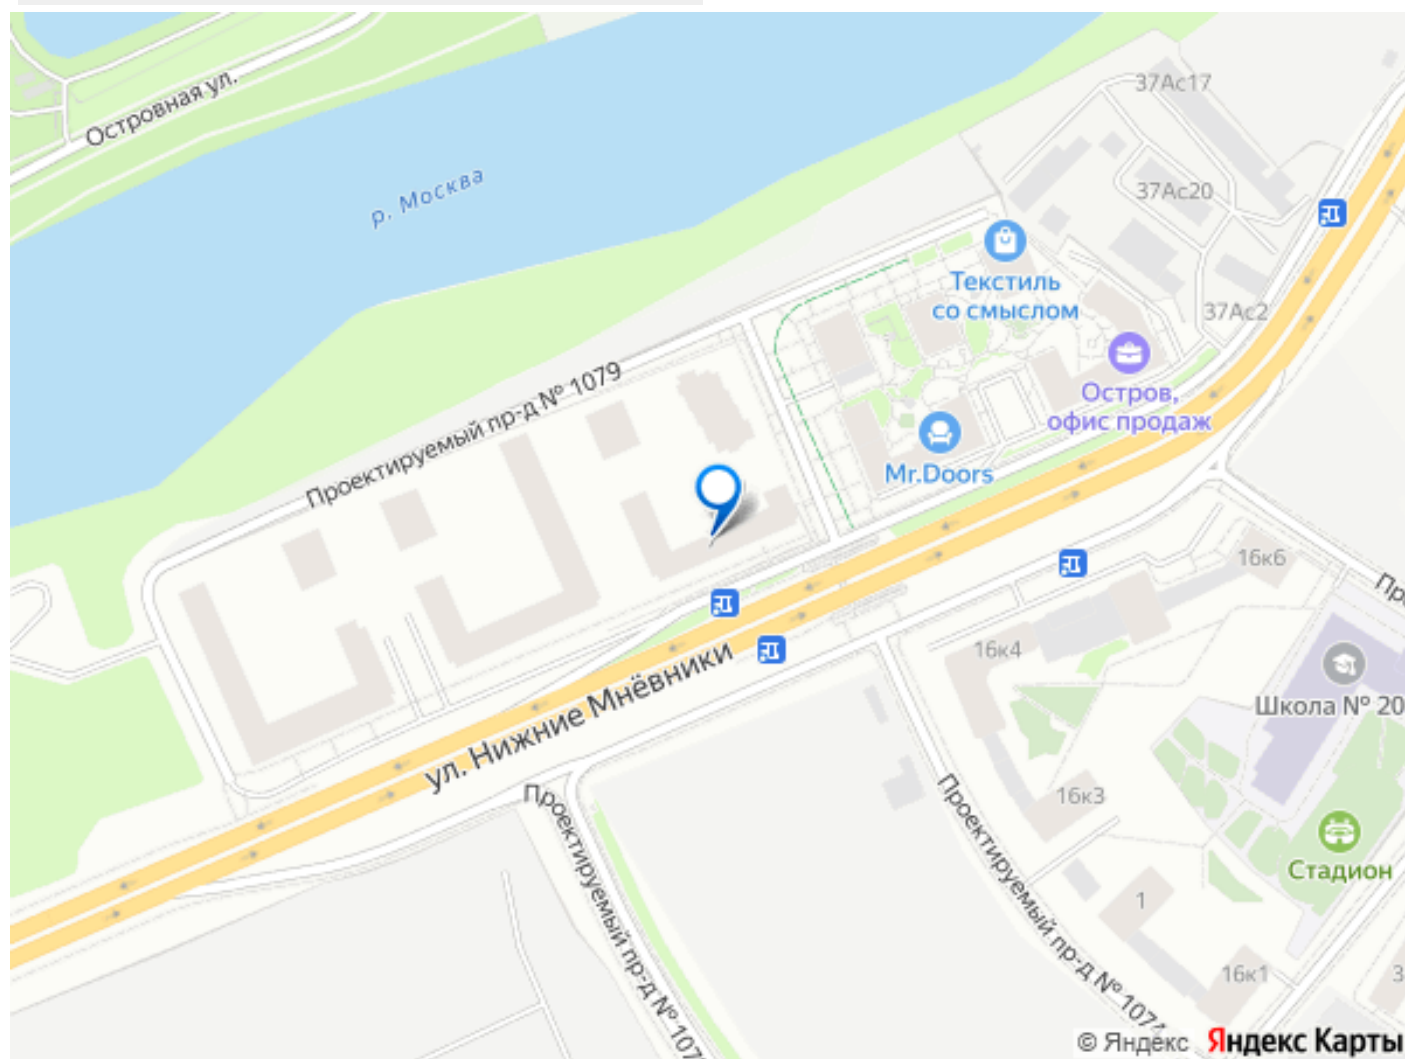 37Ас17
Островная ул.
р. Москва
37Ас20
Текстиль
со смыслом
37Ас2
Остров,
офис продаж
Проектируемый пр-д № 1079
Mr.Doors
16к6
16к4
ул. Нижние Мнёвники
Школа № 20
16к3
Проектируемый пр-д № 1074
Проектируемый пр-д № 107
Стадион
1
16к1
3
© Яндекс Яндекс Карты